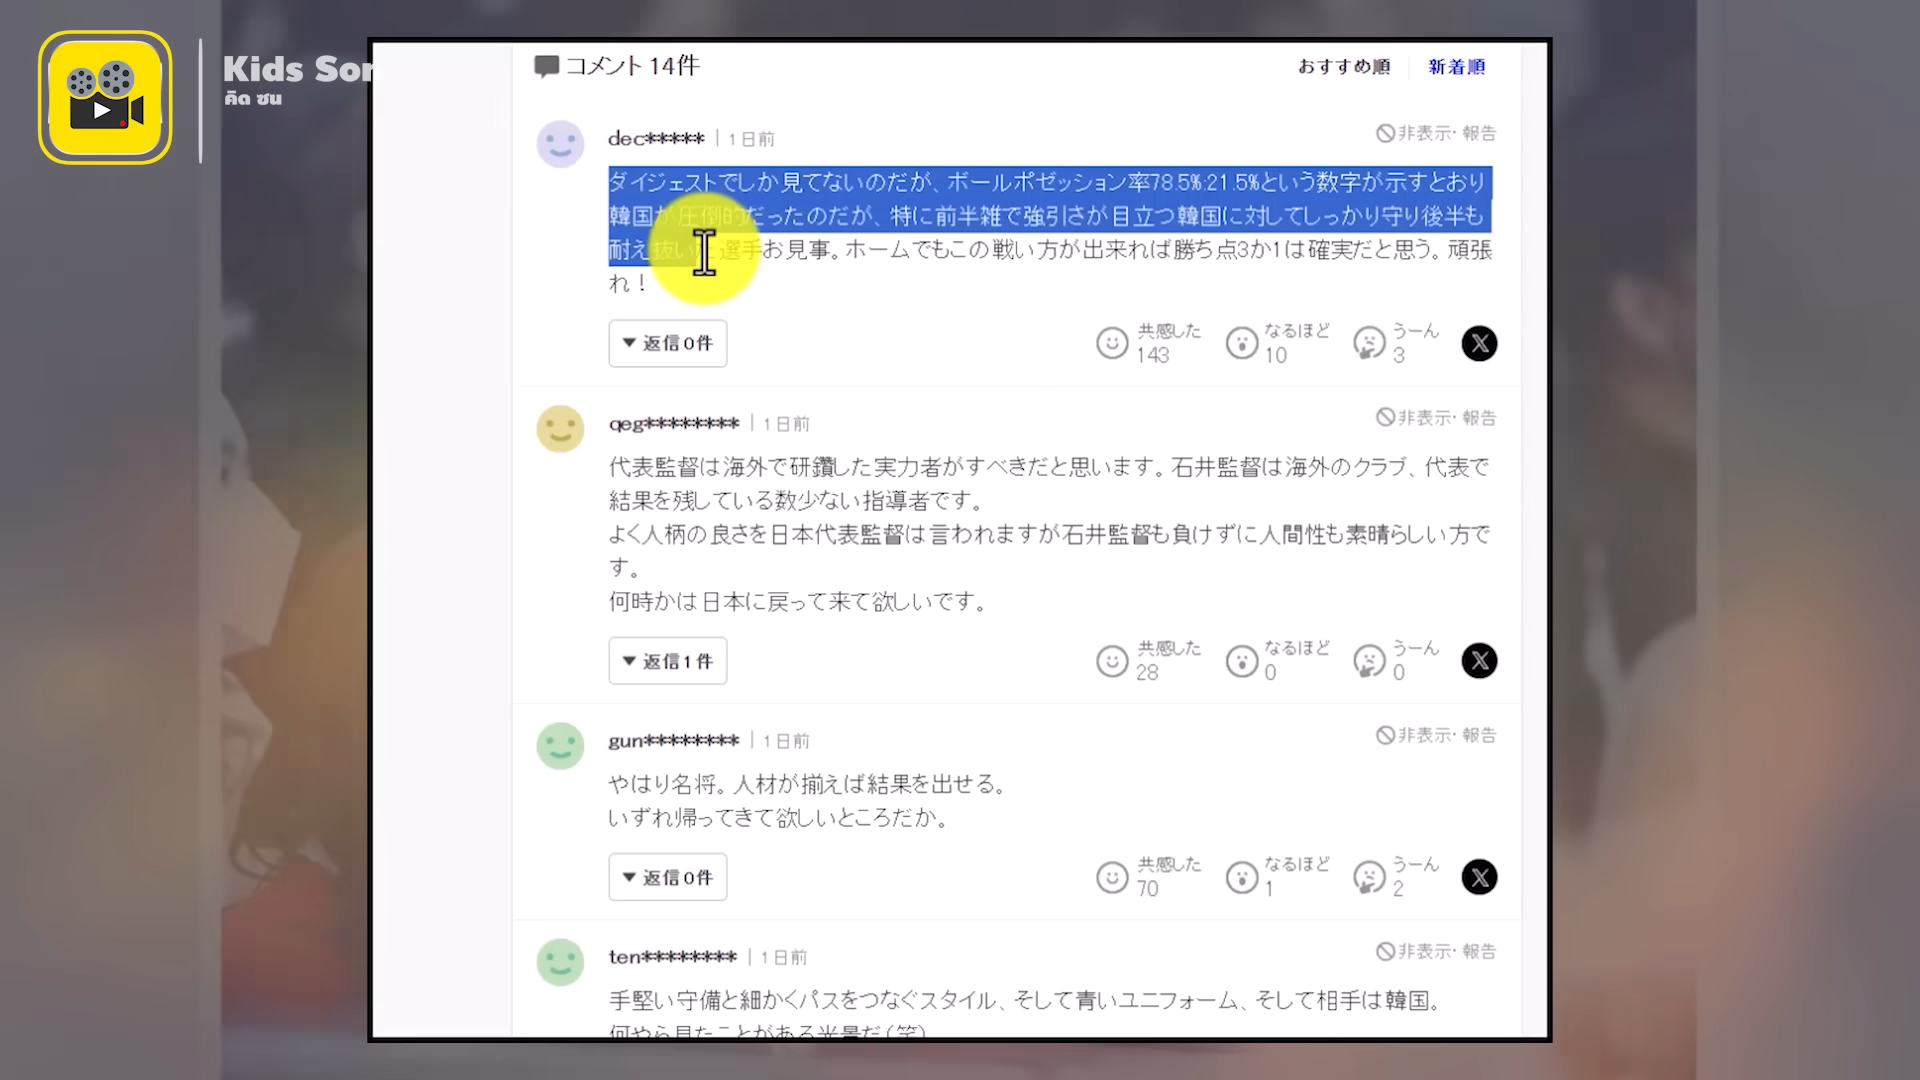 Kids Son
คิด ซน
コメント 14件
おすすめ順
新着順
dec*****
1日前
非表示・報告
ダイジェストでしか見てないのだが、ボールポゼッション率78.5%:21.5%という数字が示すとおり
韓国が圧倒的だったのだが、特に前半雑で強引さが目立つ韓国に対してしっかり守り後半も
耐え抜いた選手お見事。ホームでもこの戦い方が出来れば勝ち点3か1は確実だと思う。頑張
れ！
返信0件
共感した
143
なるほど
10
うーん
3
qeg********
1日前
非表示・報告
代表監督は海外で研鑽した実力者がすべきだと思います。石井監督は海外のクラブ、代表で
結果を残している数少ない指導者です。
よく人柄の良さを日本代表監督は言われますが石井監督も負けずに人間性も素晴らしい方で
す。
何時かは日本に戻って来て欲しいです。
返信1件
共感した
28
なるほど
0
うーん
0
gun********
1日前
非表示・報告
やはり名将。人材が揃えば結果を出せる。
いずれ帰ってきて欲しいところだか。
返信0件
共感した
70
なるほど
1
うーん
2
ten********
1日前
非表示・報告
手堅い守備と細かくパスをつなぐスタイル、そして青いユニフォーム、そして相手は韓国。
何やら見たことがある光景だ(笑)